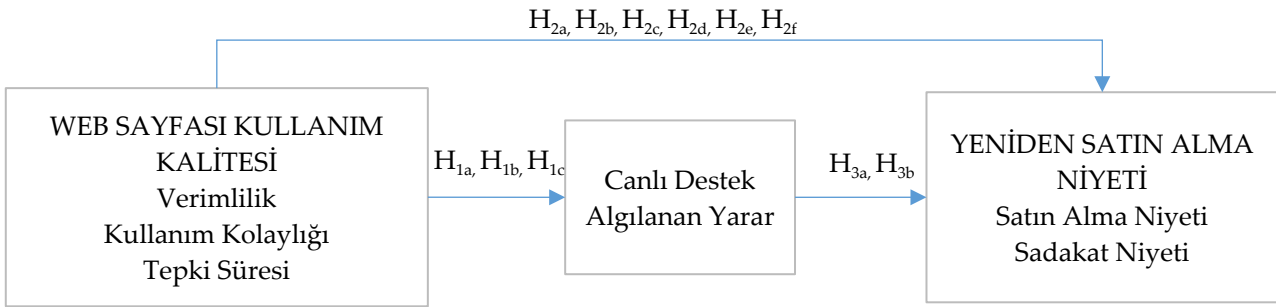 H2a, H2b, H2c, H2d, H2e, H2f
WEB SAYFASI KULLANIM
KALİTESİ
Verimlilik
Kullanım Kolaylığı
Tepki Süresi
H1a, H1b, H1c
Canlı Destek
Algılanan Yarar
H3a, H3b
YENİDEN SATIN ALMA
NİYETİ
Satın Alma Niyeti
Sadakat Niyeti